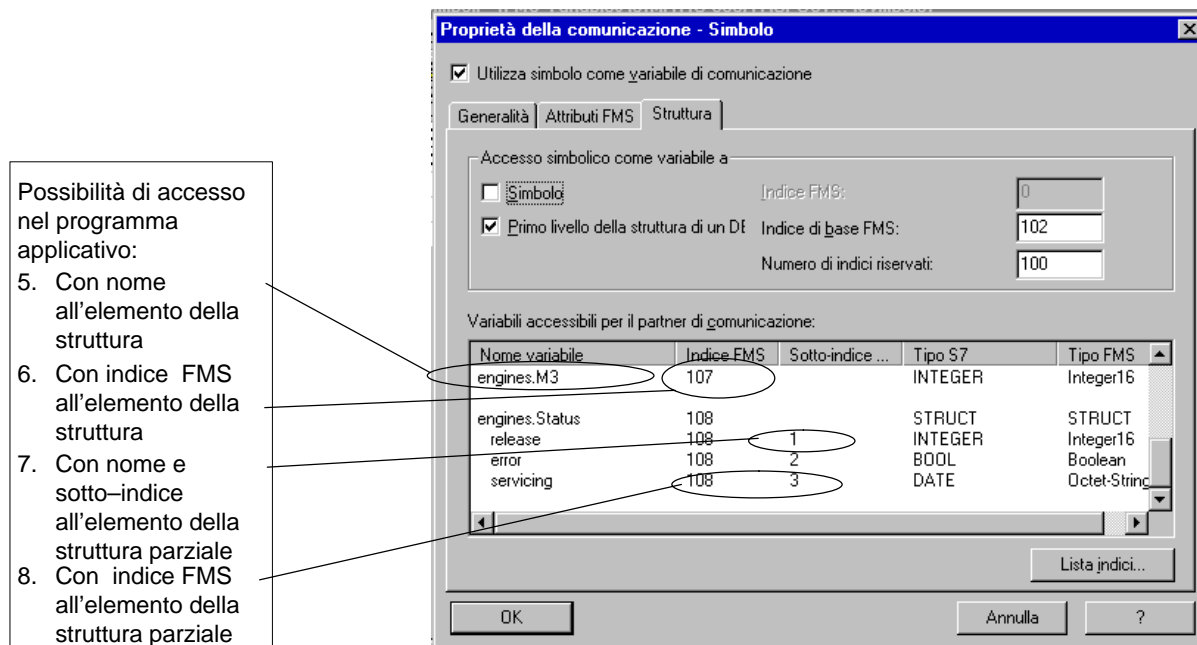 Proprietà della comunicazione - Simbolo
Utilizza simbolo come variabile di comunicazione
Generalità Attributi FMS Struttura
Accesso simbolico come variabile a
Simbolo Indice FMS: 0
Primo livello della struttura di un DE Indice di base FMS: 102
Numero di indici riservati: 100
Variabili accessibili per il partner di comunicazione:
Nome variabile Indice FMS Sotto-indice ... Tipo S7 Tipo FMS
engines.M3 107 INTEGER Integer16
engines.Status 108 STRUCT STRUCT
release 108 1 INTEGER Integer16
error 108 2 BOOL Boolean
servicing 108 3 DATE Octet-String
Lista indici...
OK Annulla ?
Possibilità di accesso
nel programma
applicativo:
5. Con nome
all'elemento della
struttura
6. Con indice FMS
all'elemento della
struttura
7. Con nome e
sotto–indice
all'elemento della
struttura parziale
8. Con indice FMS
all'elemento della
struttura parziale